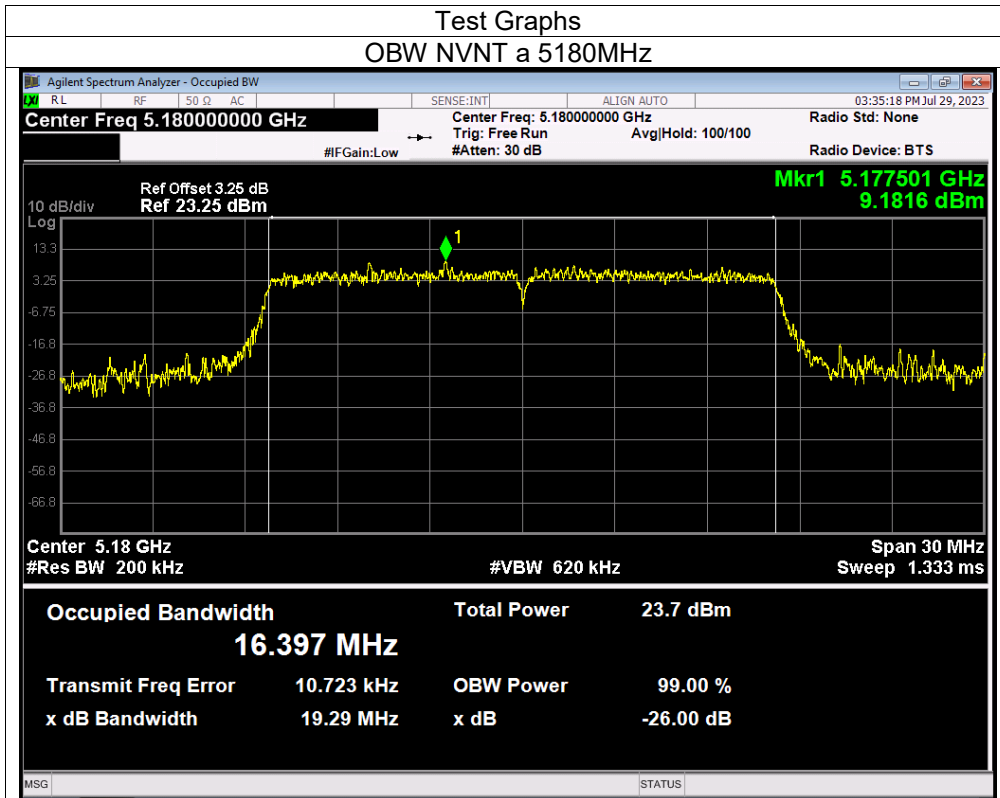 Test Graphs
OBW NVNT a 5180MHz
Agilent Spectrum Analyzer - Occupied BW
LXI RL RF 50 Ω AC SENSE:INT ALIGN AUTO 03:35:18 PM Jul 29, 2023
Center Freq 5.180000000 GHz Center Freq: 5.180000000 GHz Radio Std: None
Trig: Free Run Avg|Hold: 100/100
#IFGain:Low #Atten: 30 dB Radio Device: BTS
Ref Offset 3.25 dB Mkr1 5.177501 GHz
10 dB/div Ref 23.25 dBm 9.1816 dBm
Log
1
13.3
3.25
-6.75
-16.8
-26.8
-36.8
-46.8
-56.8
-66.8
Center 5.18 GHz Span 30 MHz
#Res BW 200 kHz #VBW 620 kHz Sweep 1.333 ms
Occupied Bandwidth Total Power 23.7 dBm
16.397 MHz
Transmit Freq Error 10.723 kHz OBW Power 99.00 %
x dB Bandwidth 19.29 MHz x dB -26.00 dB
MSG STATUS